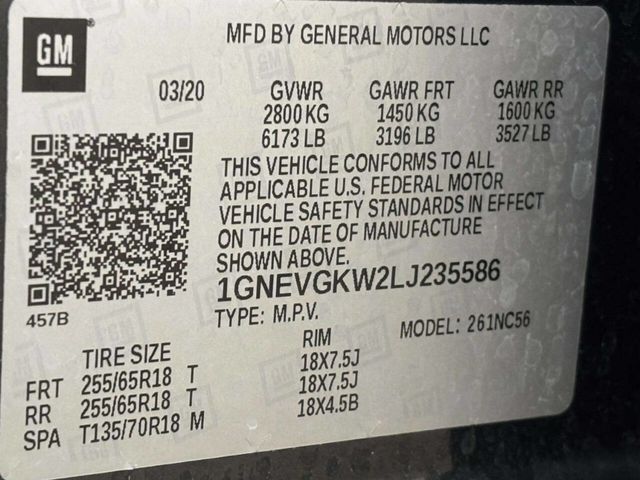 GM
MFD BY GENERAL MOTORS LLC
03/20 GVWR GAWR FRT GAWR RR
2800 KG 1450 KG 1600 KG
6173 LB 3196 LB 3527 LB
THIS VEHICLE CONFORMS TO ALL
APPLICABLE U.S. FEDERAL MOTOR
VEHICLE SAFETY STANDARDS IN EFFECT
ON THE DATE OF MANUFACTURE
SHOWN ABOVE.
1GNEVGKW2LJ235586
457B
TYPE: M.P.V. MODEL: 261NC56
TIRE SIZE RIM
FRT 255/65R18 T 18X7.5J
RR 255/65R18 T 18X7.5J
SPA T135/70R18 M 18X4.5B